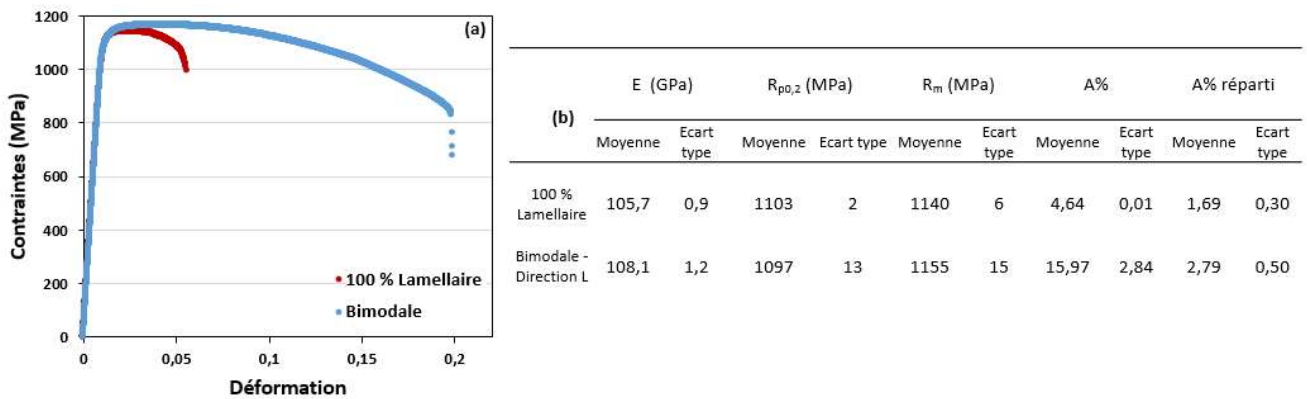 1200
1000
800
600
400
200
0
0
0,05
0,1
0,15
0,2
Contraintes (MPa)
Déformation
(a)
100 % Lamellaire
Bimodale
(b)
E (GPa) Rp0,2 (MPa) Rm (MPa) A% A% réparti
Moyenne Ecart type Moyenne Ecart type Moyenne Ecart type Moyenne Ecart type Moyenne Ecart type
100 % Lamellaire 105,7 0,9 1103 2 1140 6 4,64 0,01 1,69 0,30
Bimodale - Direction L 108,1 1,2 1097 13 1155 15 15,97 2,84 2,79 0,50